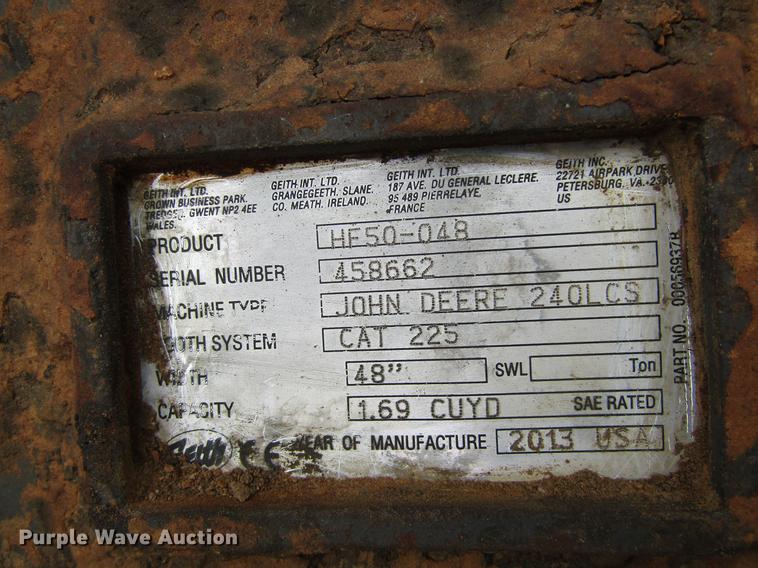 GEITH INT. LTD.
CROWN BUSINESS PARK.
GWENT NP2 4EE
WALES.
GEITH INT. LTD.
GRANGEGEETH. SLANE.
CO. MEATH. IRELAND.
GEITH INT. LTD.
187 AVE. DU GENERAL LECLERE.
95 489 PIERRELAYE.
FRANCE
GEITH INC.
22721 AIRPARK DRIVE
PETERSBURG, VA.
US
PRODUCT HF50-048
SERIAL NUMBER 458662
MACHINE TYPE JOHN DEERE 240LCS
TOOTH SYSTEM CAT 225
WIDTH 48" SWL Ton
CAPACITY 1.69 CUYD SAE RATED
Geith CE YEAR OF MANUFACTURE 2013 USA
PART NO. 00056937B
Purple Wave Auction